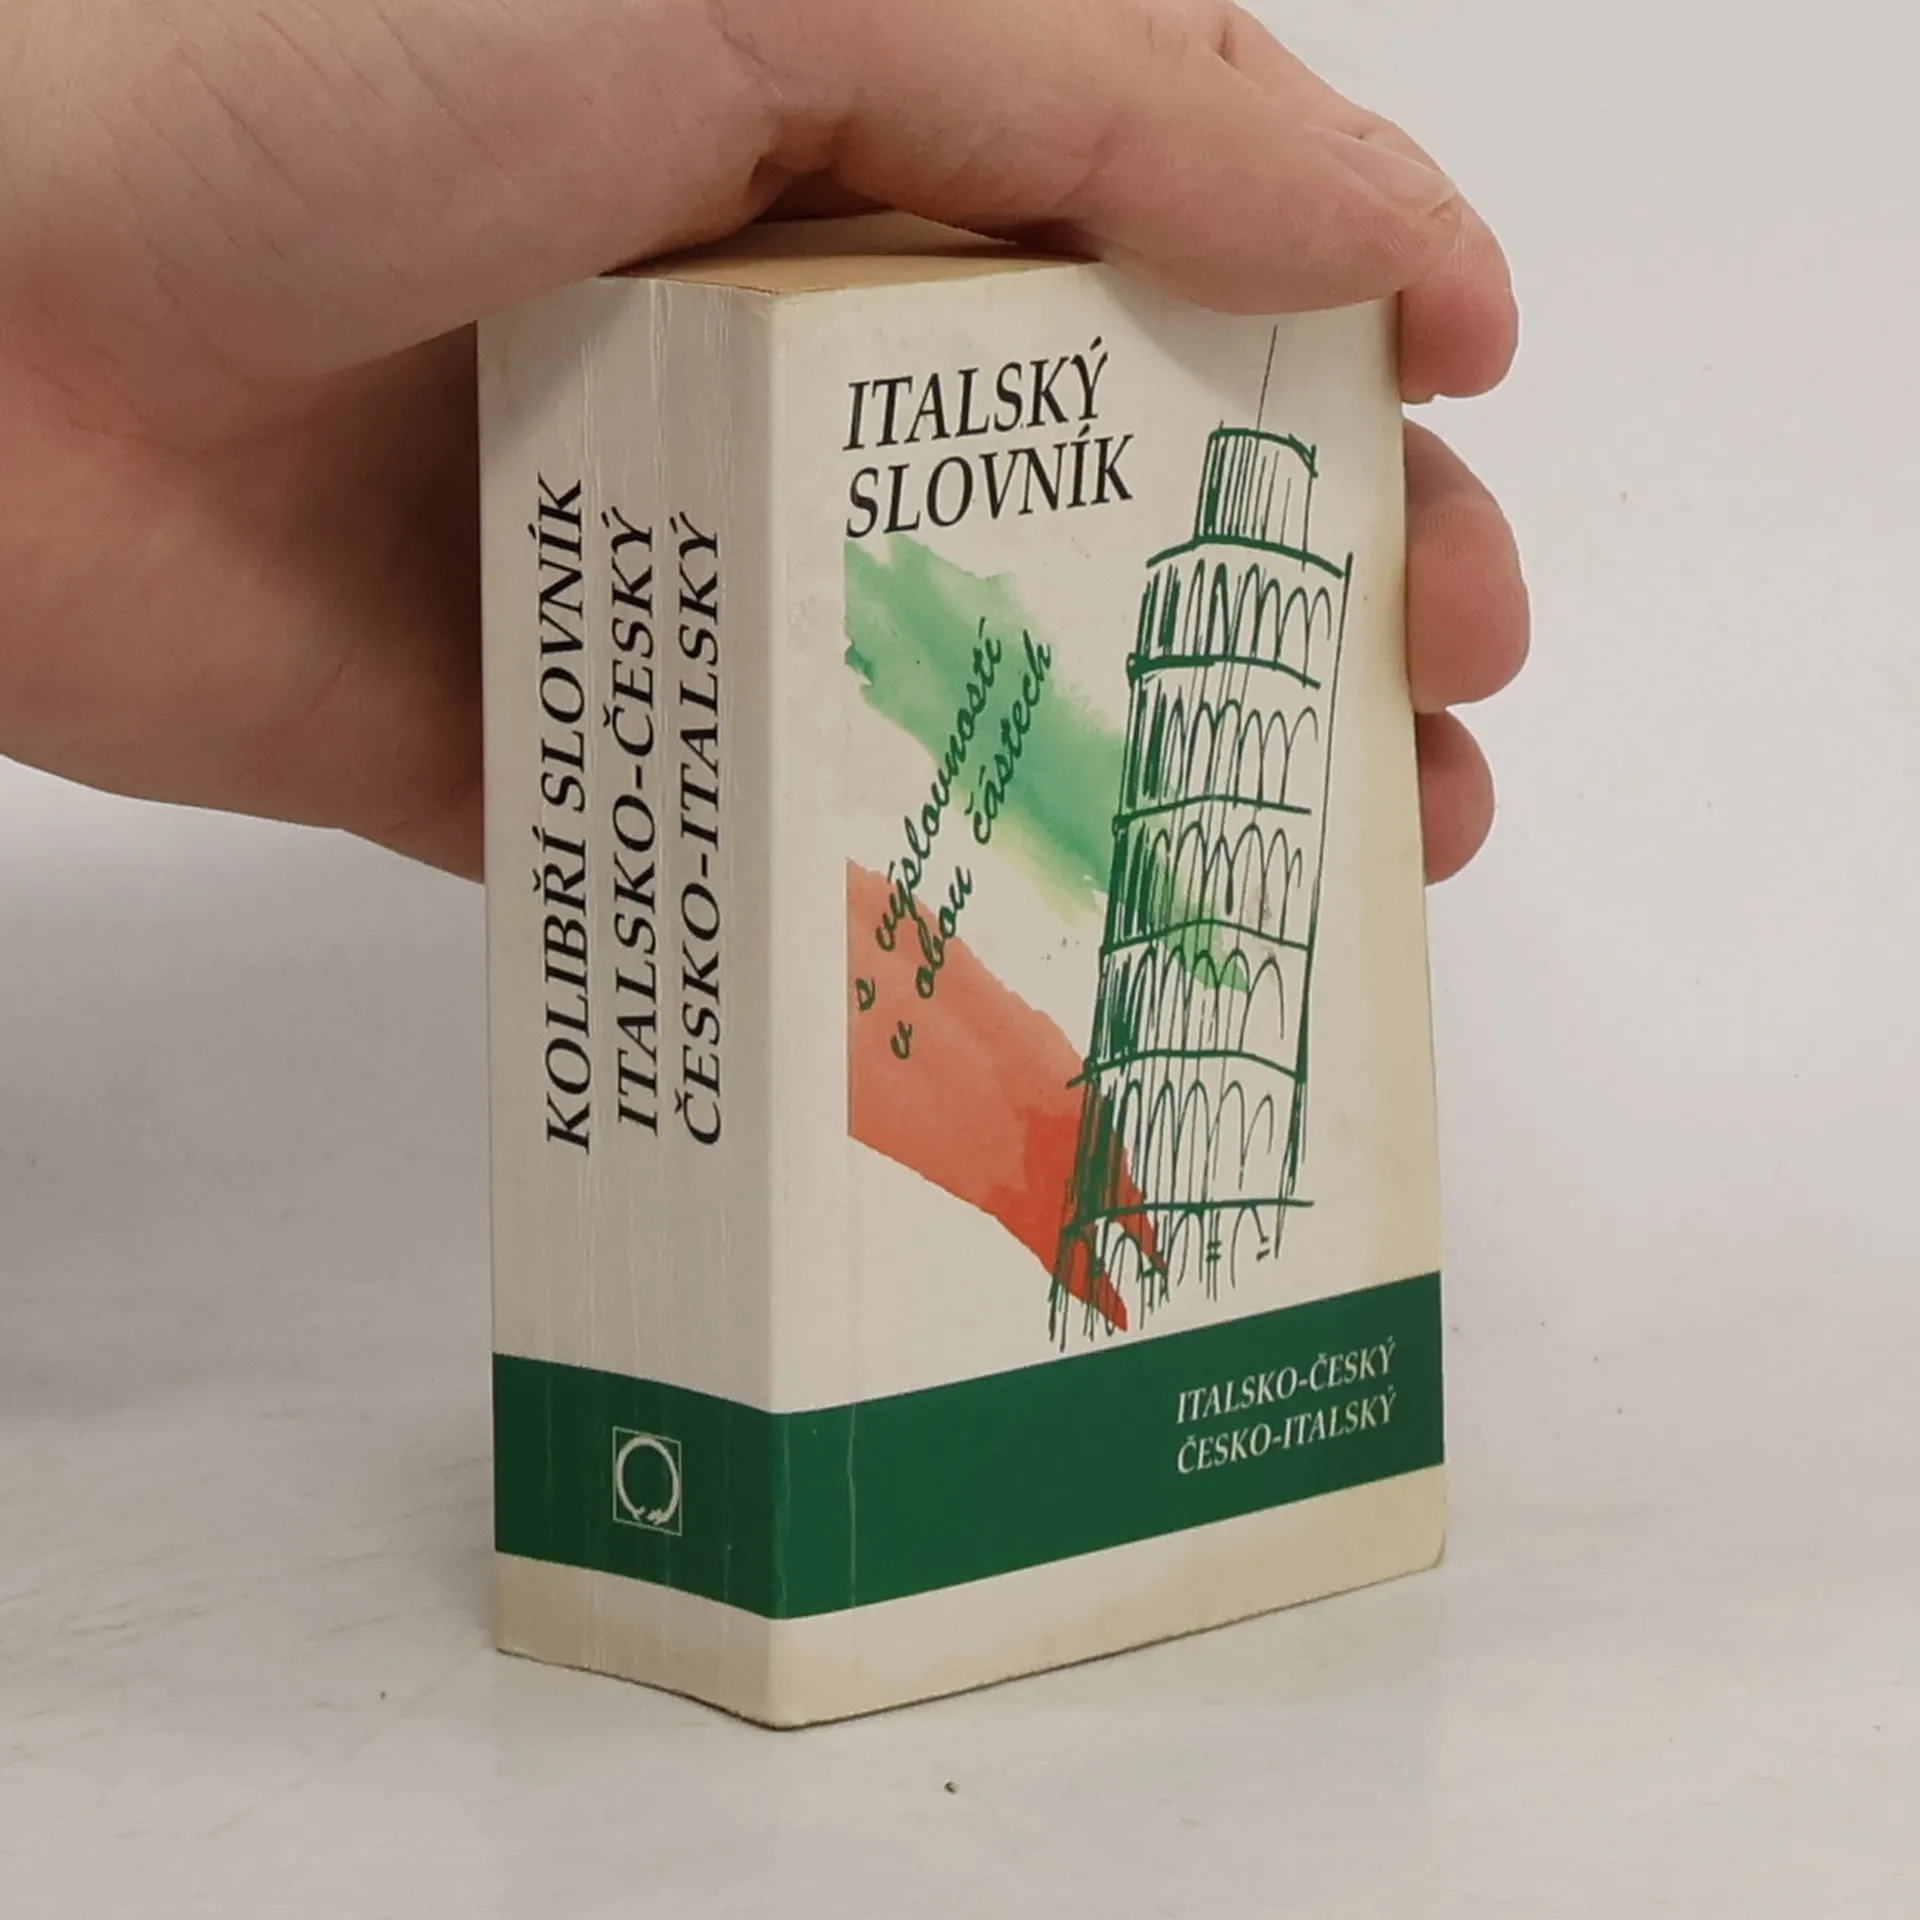 KOLIBŘÍ SLOVNÍK
ITALSKO-ČESKÝ
ČESKO-ITALSKÝ
ITALSKÝ
SLOVNÍK
s výslovností
v obou částech
ITALSKO-ČESKÝ
ČESKO-ITALSKÝ